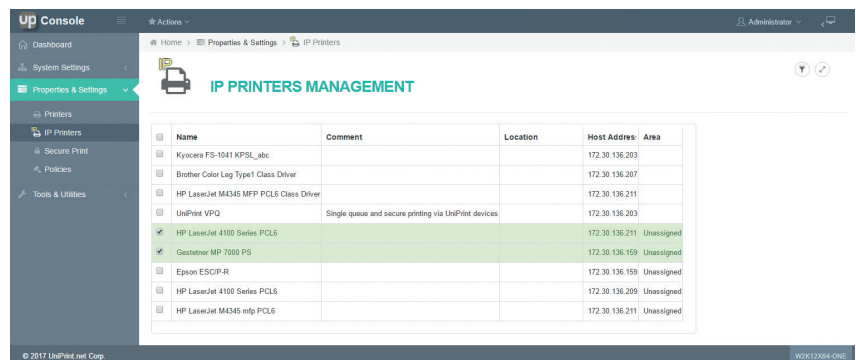 up Console
Actions
Administrator
Dashboard
System Settings
Properties & Settings
Printers
IP Printers
Secure Print
Policies
Tools & Utilities
Home > Properties & Settings > IP Printers
IP
IP PRINTERS MANAGEMENT
Name Comment Location Host Addres Area
Kyocera FS-1041 KPSL_abc 172.30.136.203
Brother Color Leg Type1 Class Driver 172.30.136.207
HP LaserJet M4345 MFP PCL6 Class Driver 172.30.136.211
UniPrint VPQ Single queue and secure printing via UniPrint devices 172.30.136.203
HP LaserJet 4100 Series PCL6 172.30.136.211 Unassigned
Gestetner MP 7000 PS 172.30.136.159 Unassigned
Epson ESC/P-R 172.30.136.159 Unassigned
HP LaserJet 4100 Series PCL6 172.30.136.209 Unassigned
HP LaserJet M4345 mfp PCL6 172.30.136.211 Unassigned
© 2017 UniPrint.net Corp.
W2K12X64-ONE